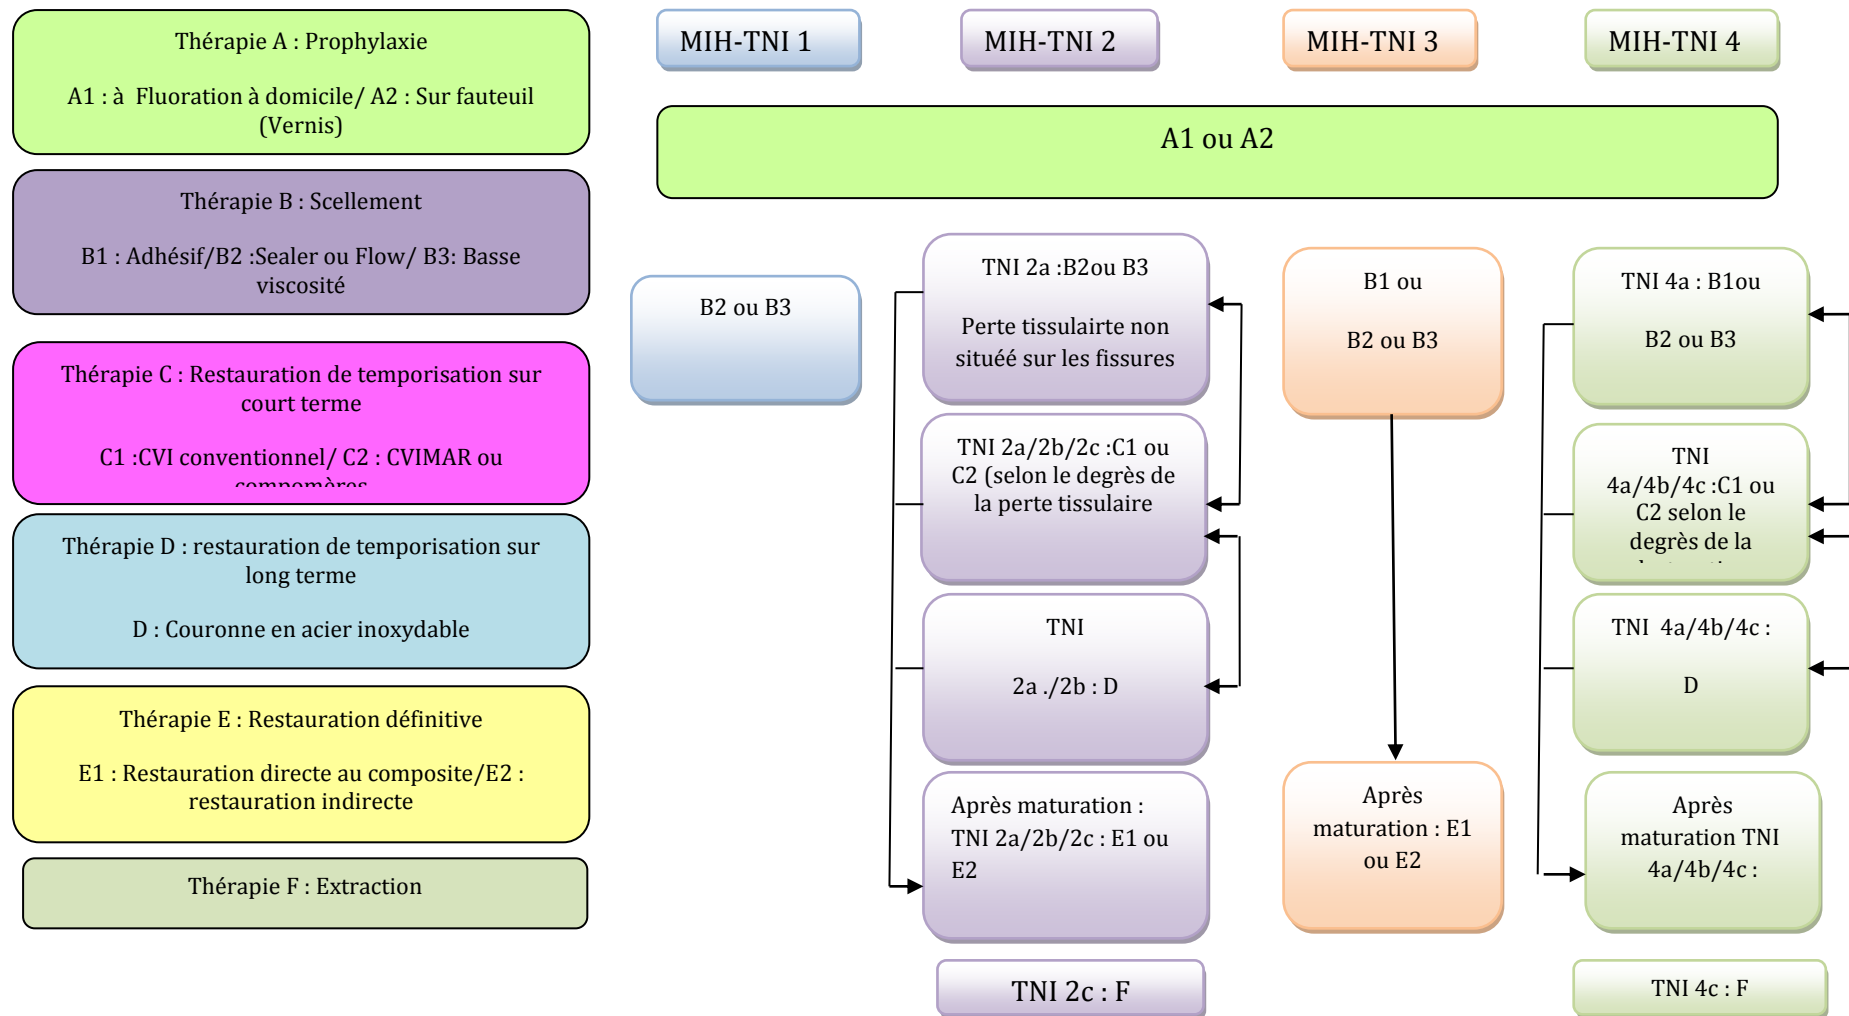 Thérapie A : Prophylaxie
A1 : à Fluoration à domicile/ A2 : Sur fauteuil
(Vernis)
Thérapie B : Scellement
B1 : Adhésif/B2 :Sealer ou Flow/ B3: Basse
viscosité
Thérapie C : Restauration de temporisation sur
court terme
C1 :CVI conventionnel/ C2 : CVIMAR ou
compomères
Thérapie D : restauration de temporisation sur
long terme
D : Couronne en acier inoxydable
Thérapie E : Restauration définitive
E1 : Restauration directe au composite/E2 :
restauration indirecte
Thérapie F : Extraction
MIH-TNI 1
MIH-TNI 2
MIH-TNI 3
MIH-TNI 4
A1 ou A2
B2 ou B3
TNI 2a :B2ou B3
Perte tissulairte non
situéé sur les fissures
TNI 2a/2b/2c :C1 ou
C2 (selon le degrès de
la perte tissulaire
TNI
2a ./2b : D
Après maturation :
TNI 2a/2b/2c : E1 ou
E2
TNI 2c : F
B1 ou
B2 ou B3
Après
maturation : E1
ou E2
TNI 4a : B1ou
B2 ou B3
TNI
4a/4b/4c :C1 ou
C2 selon le
degrès de la
TNI 4a/4b/4c :
D
Après
maturation TNI
4a/4b/4c :
TNI 4c : F